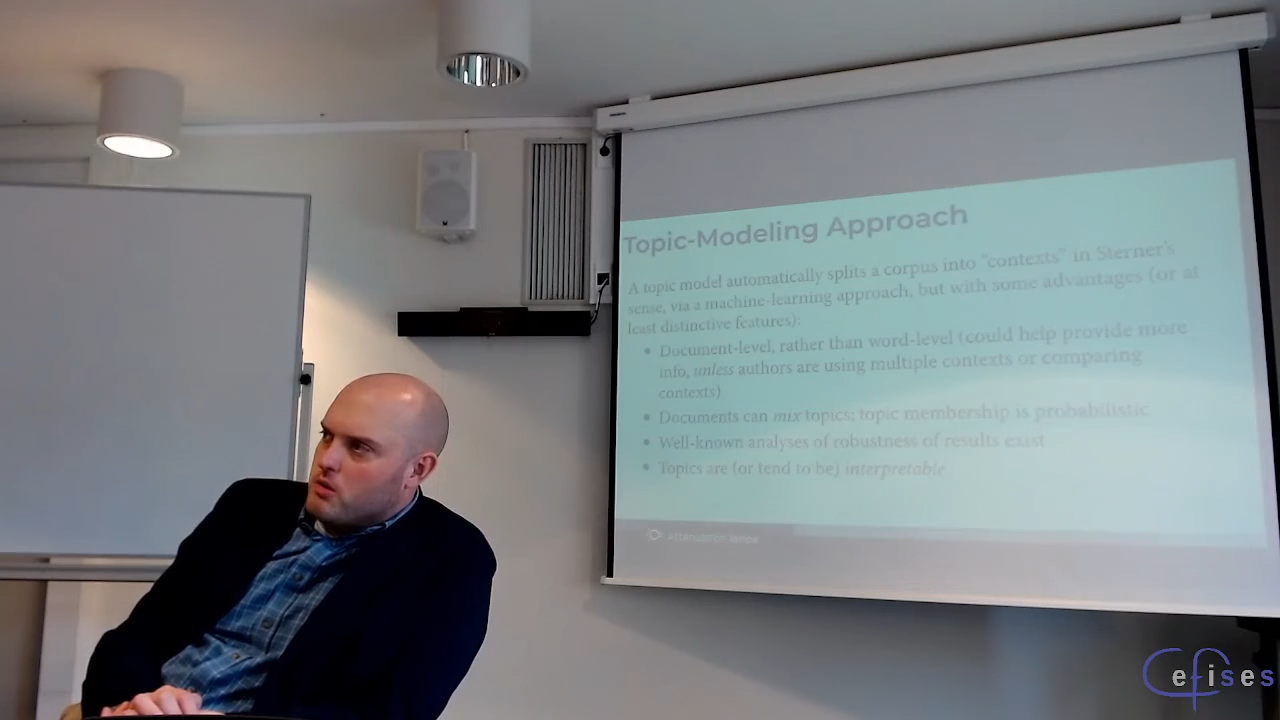 Topic-Modeling Approach
A topic model automatically splits a corpus into "contexts" in Sterner's
sense, via a machine-learning approach, but with some advantages (or at
least distinctive features):
• Document-level, rather than word-level (could help provide more
info, unless authors are using multiple contexts or comparing
contexts)
• Documents can mix topics; topic membership is probabilistic
• Well-known analyses of robustness of results exist
• Topics are (or tend to be) interpretable
Cefises